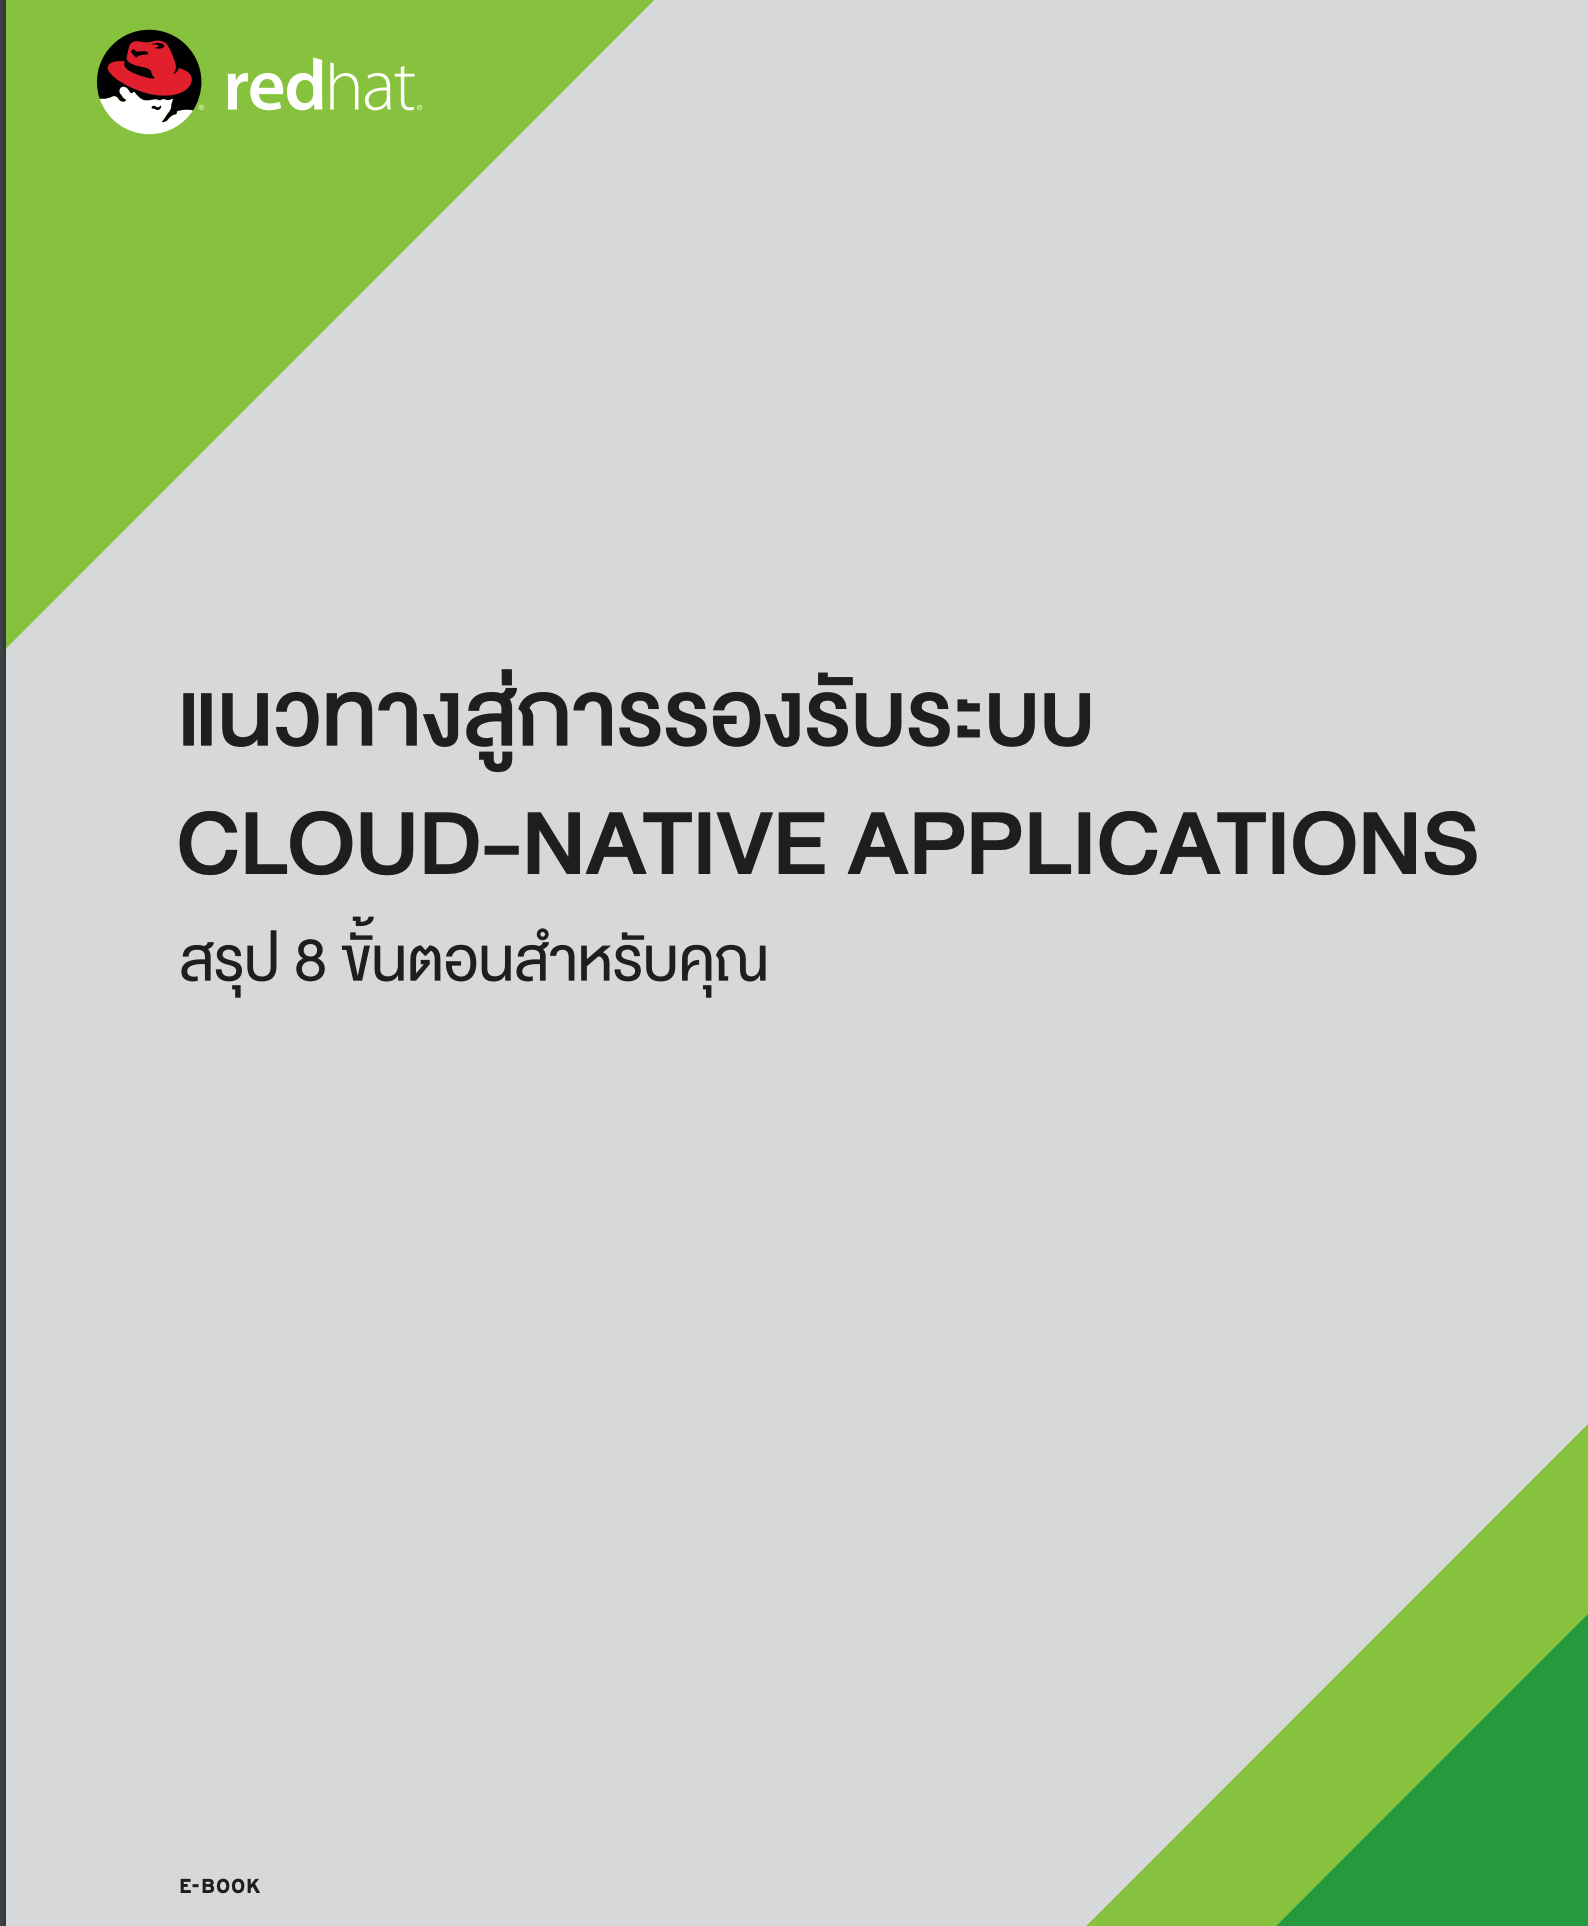 redhat
แนวทางสู่การรองรับระบบ
CLOUD-NATIVE APPLICATIONS
สรุป 8 ขั้นตอนสำหรับคุณ
E-BOOK